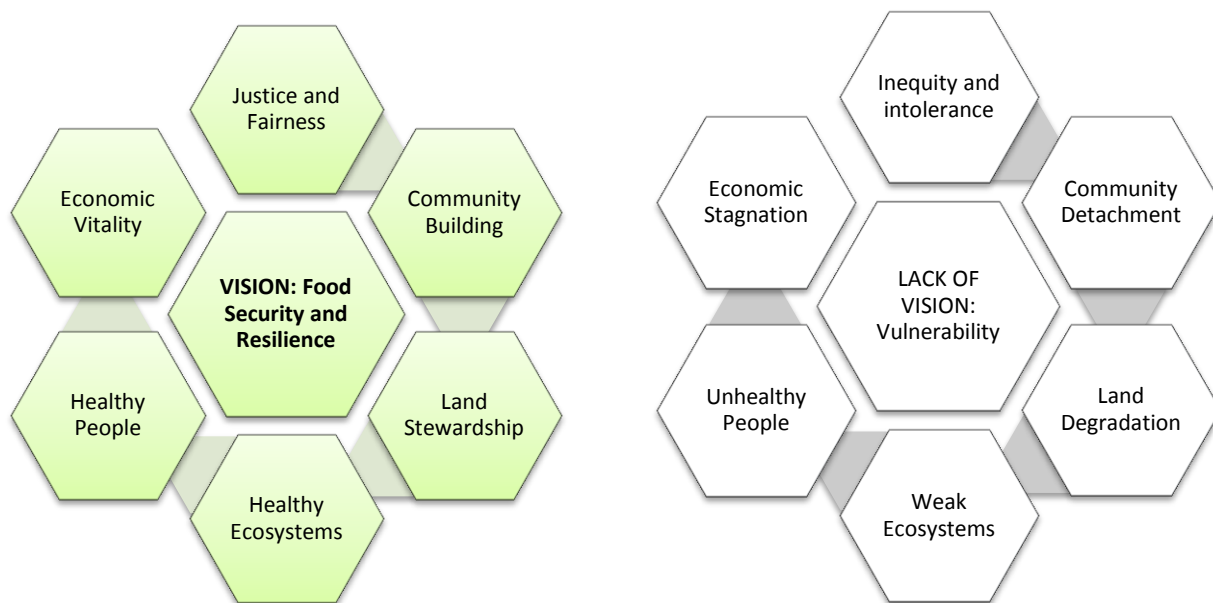 Justice and
Fairness
Economic
Vitality
Community
Building
VISION: Food
Security and
Resilience
Healthy
People
Land
Stewardship
Healthy
Ecosystems
Inequity and
intolerance
Economic
Stagnation
Community
Detachment
LACK OF
VISION:
Vulnerability
Unhealthy
People
Land
Degradation
Weak
Ecosystems